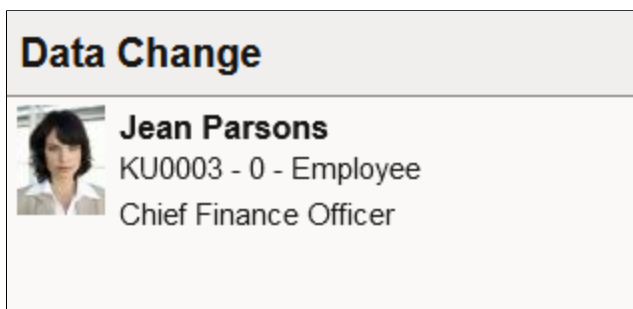 Data Change
Jean Parsons
KU0003 - 0 - Employee
Chief Finance Officer